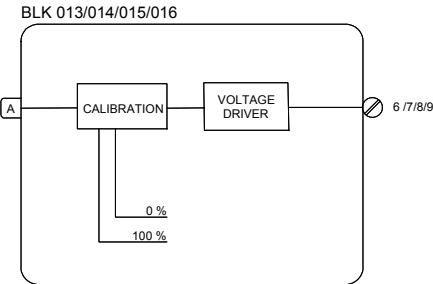 BLK 013/014/015/016
A
CALIBRATION
VOLTAGE
DRIVER
6 /7/8/9
0 %
100 %